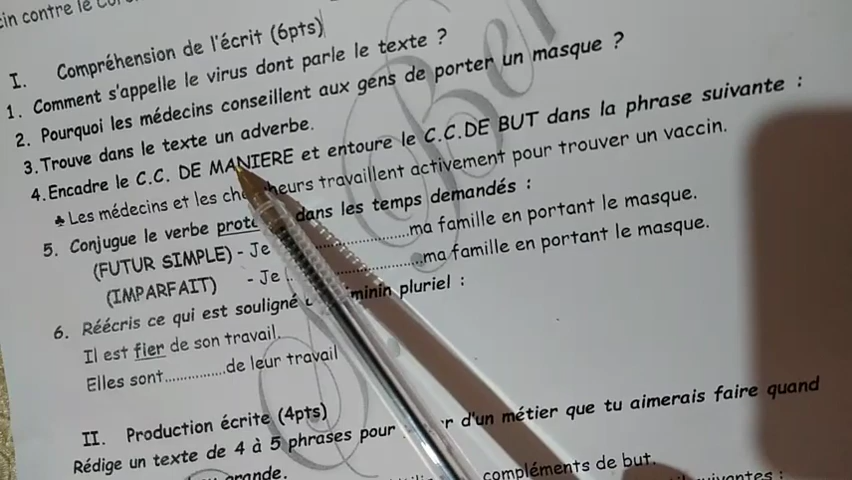 contre le
I. Compréhension de l'écrit (6pts)
1. Comment s'appelle le virus dont parle le texte ?
2. Pourquoi les médecins conseillent aux gens de porter un masque ?
3.Trouve dans le texte un adverbe.
4.Encadre le C.C. DE MANIERE et entoure le C.C.DE BUT dans la phrase suivante :
♣ Les médecins et les chercheurs travaillent activement pour trouver un vaccin.
5. Conjugue le verbe dans les temps demandés :
(FUTUR SIMPLE) - Je ...............ma famille en portant le masque.
(IMPARFAIT) - Je ...............ma famille en portant le masque.
6. Réécris ce qui est souligné pluriel :
Il est fier de son travail
Elles sont...............de leur travail
II. Production écrite (4pts)
Rédige un texte de 4 à 5 phrases pour d'un métier que tu aimerais faire quand
grande. compléments de but.